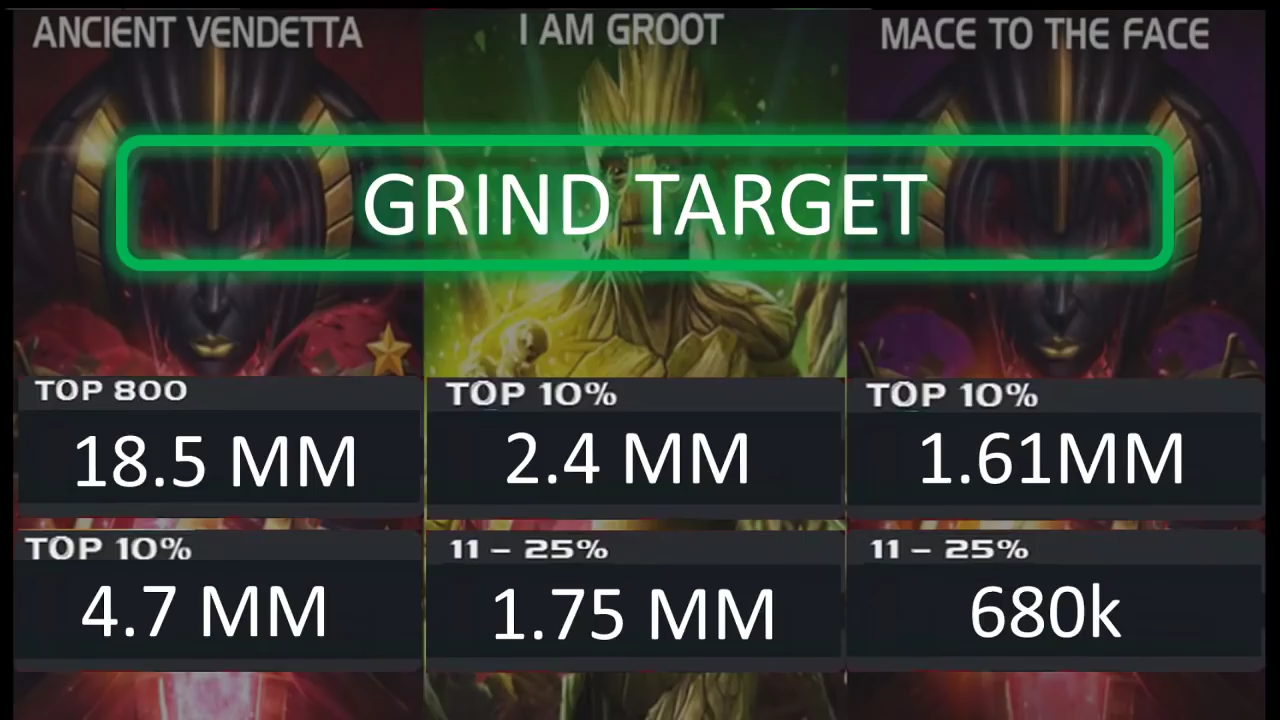 ANCIENT VENDETTA
I AM GROOT
MACE TO THE FACE
GRIND TARGET
TOP 800
TOP 10%
TOP 10%
18.5 MM
2.4 MM
1.61MM
TOP 10%
11 – 25%
11 – 25%
4.7 MM
1.75 MM
680k